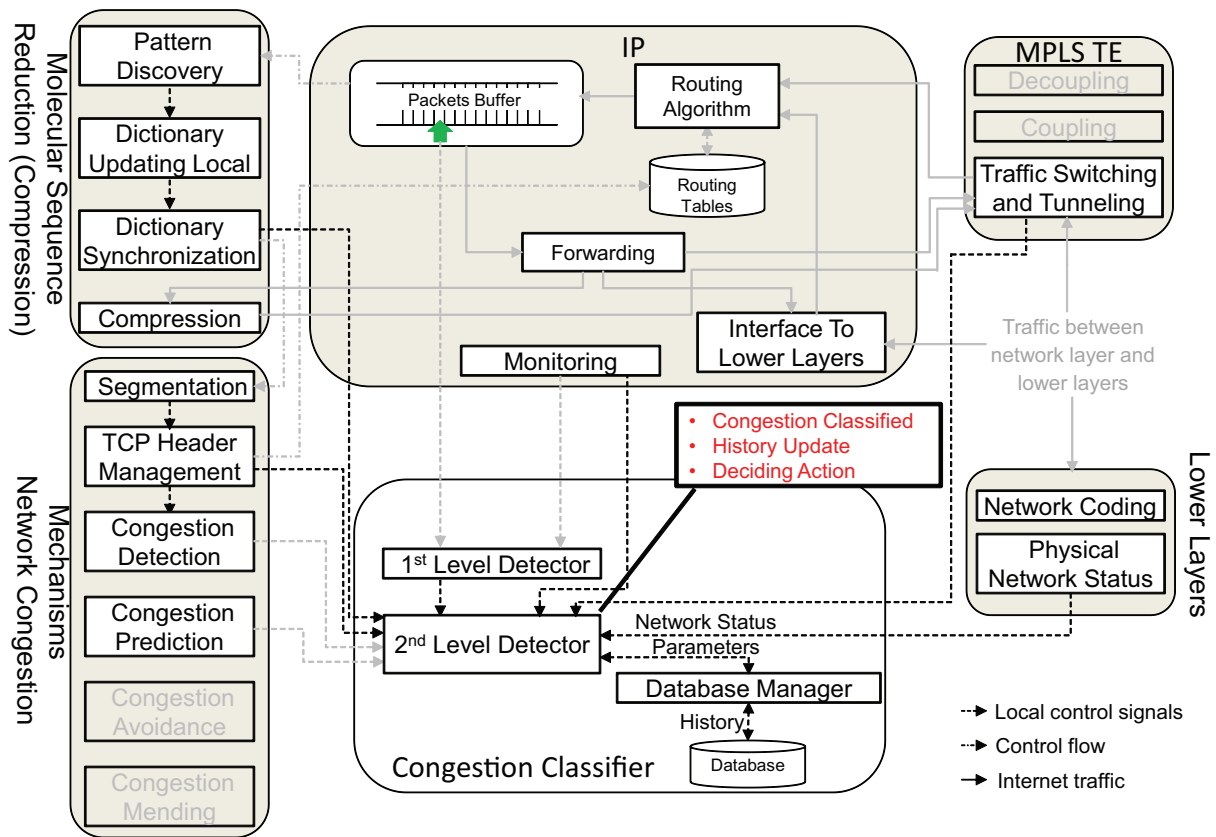 Molecular Sequence
Reduction (Compression)
Pattern
Discovery
Dictionary
Updating Local
Dictionary
Synchronization
Compression
IP
Packets Buffer
Routing
Algorithm
Routing
Tables
Forwarding
Interface To
Lower Layers
Monitoring
MPLS TE
Decoupling
Coupling
Traffic Switching
and Tunneling
Traffic between
network layer and
lower layers
Mechanisms
Network Congestion
Segmentation
TCP Header
Management
Congestion
Detection
Congestion
Prediction
Congestion
Avoidance
Congestion
Mending
• Congestion Classified
• History Update
• Deciding Action
1st Level Detector
2nd Level Detector
Network Status
Parameters
Database Manager
History
Database
Congestion Classifier
Lower Layers
Network Coding
Physical
Network Status
Local control signals
Control flow
Internet traffic